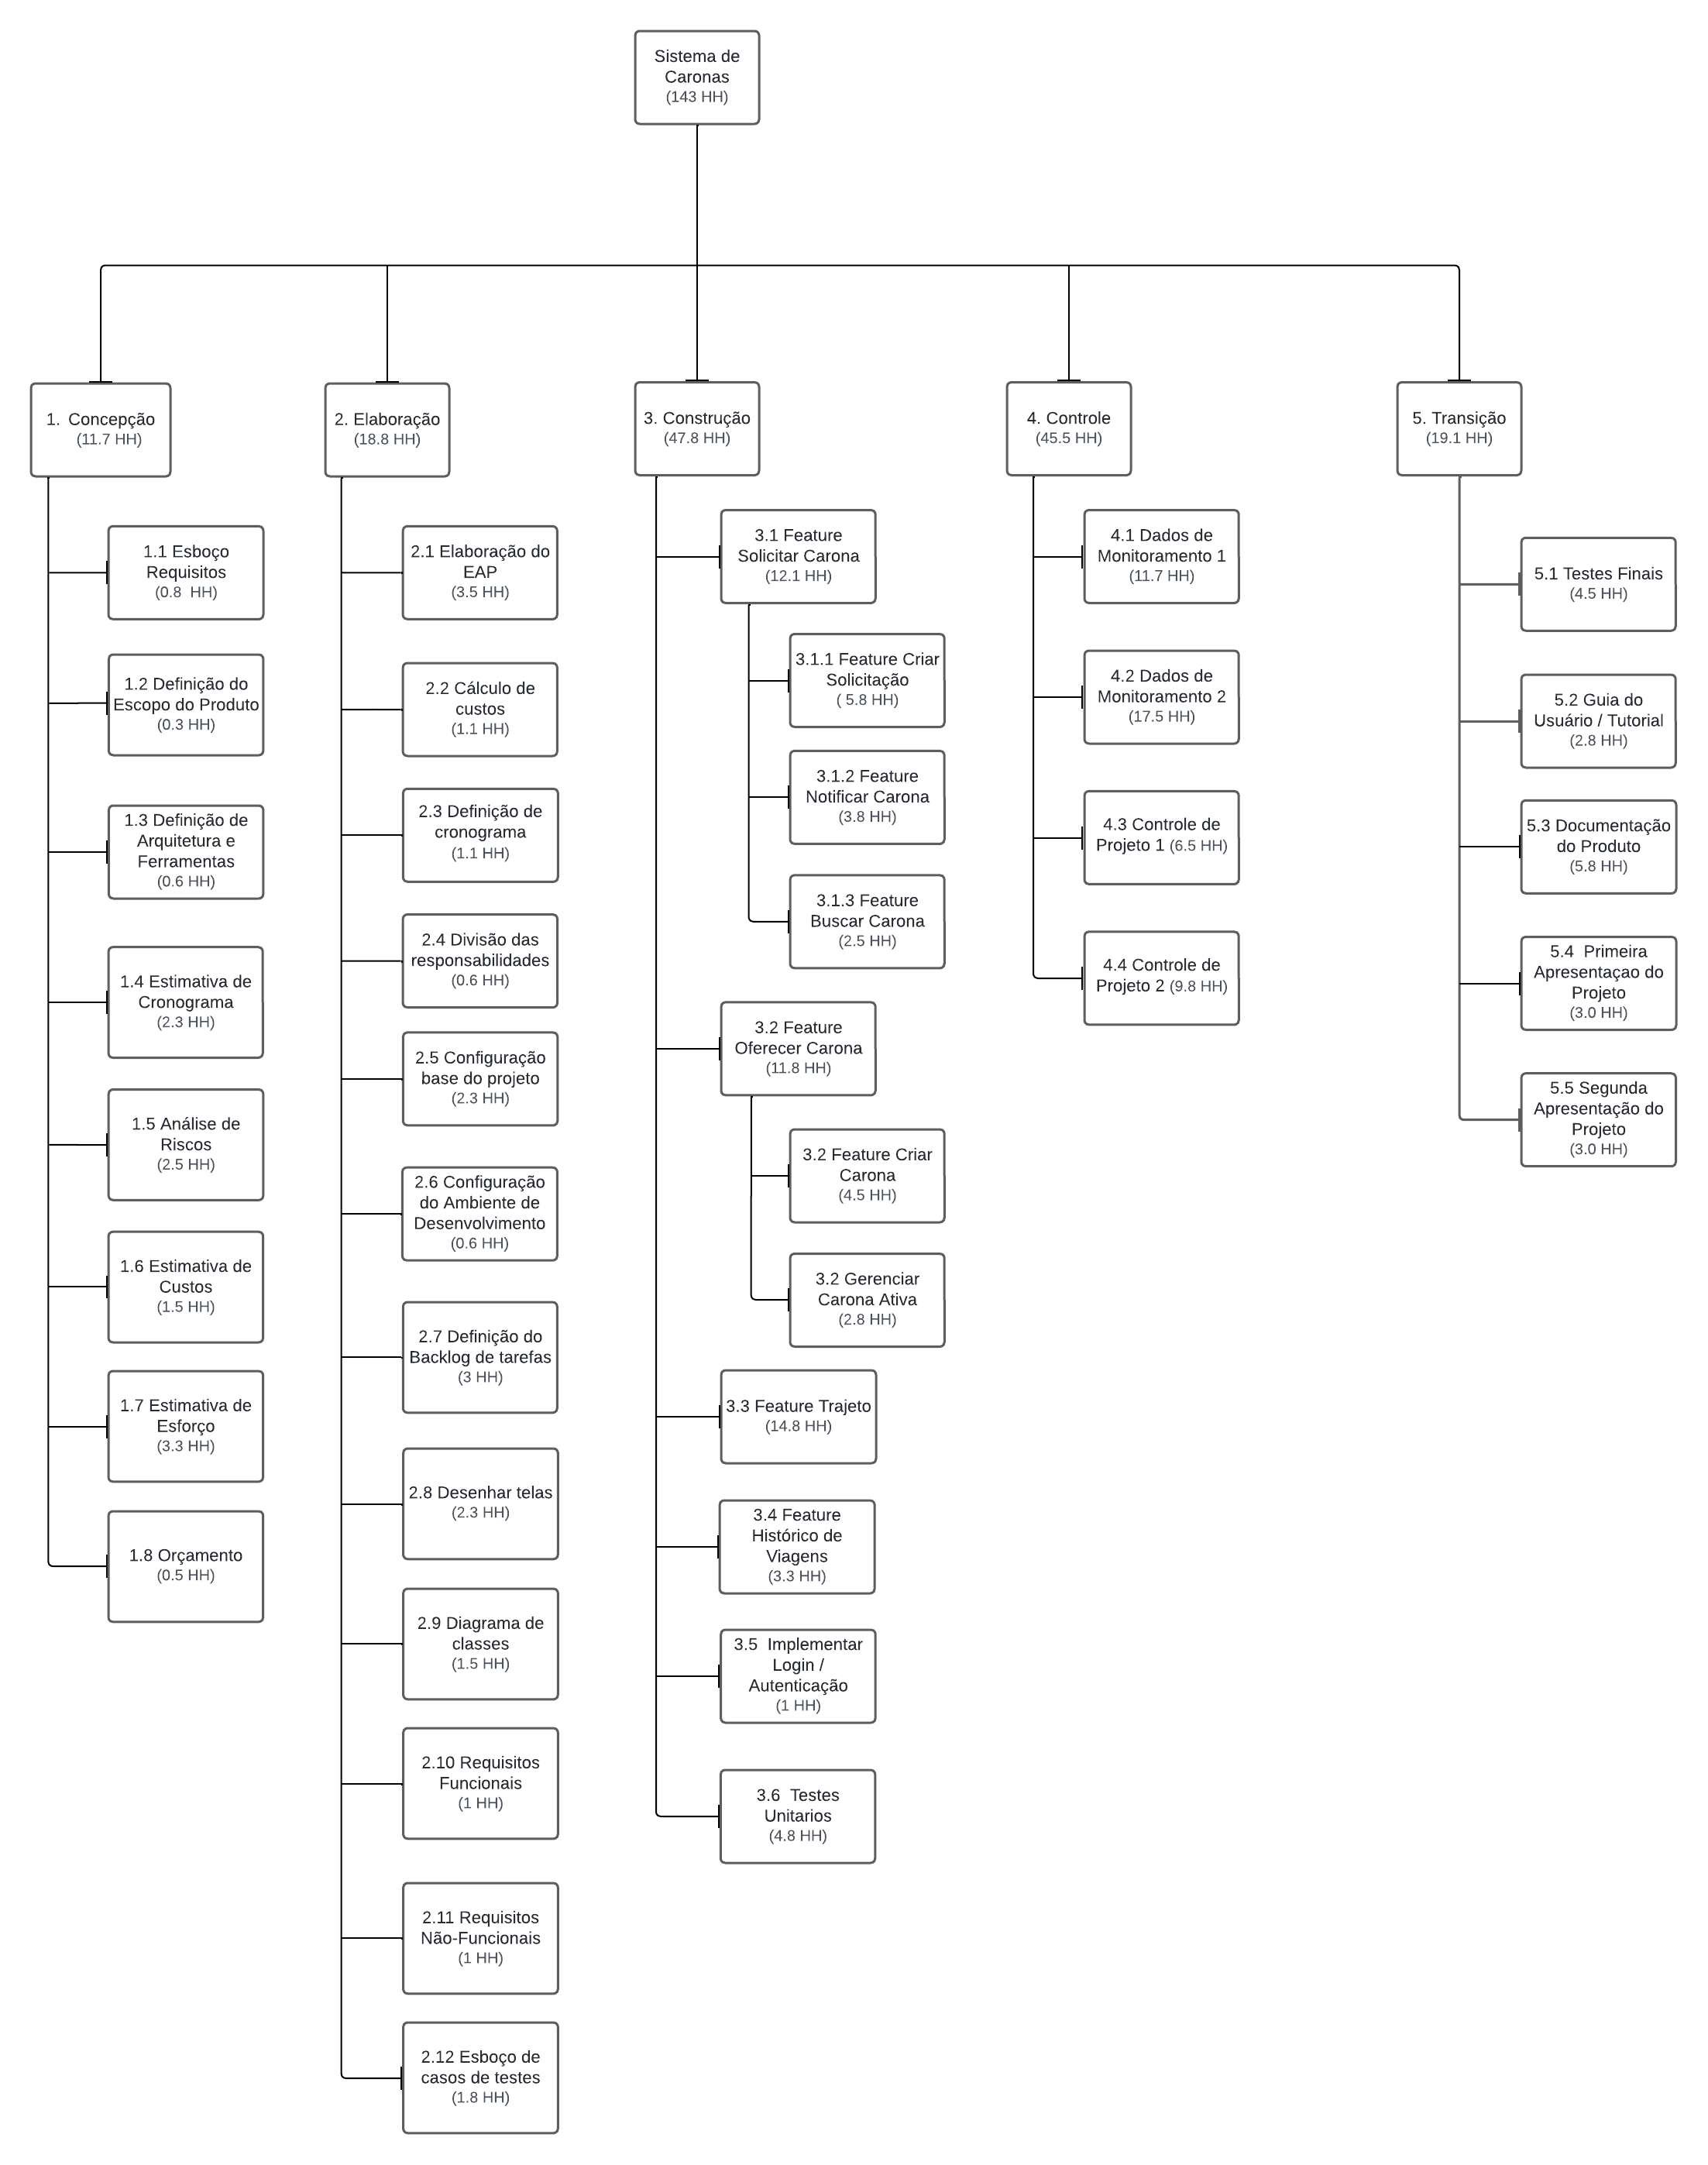 Sistema de
Caronas
(143 HH)
1. Concepção
(11.7 HH)
1.1 Esboço
Requisitos
(0.8 HH)
1.2 Definição do
Escopo do Produto
(0.3 HH)
1.3 Definição de
Arquitetura e
Ferramentas
(0.6 HH)
1.4 Estimativa de
Cronograma
(2.3 HH)
1.5 Análise de
Riscos
(2.5 HH)
1.6 Estimativa de
Custos
(1.5 HH)
1.7 Estimativa de
Esforço
(3.3 HH)
1.8 Orçamento
(0.5 HH)
2. Elaboração
(18.8 HH)
2.1 Elaboração do
EAP
(3.5 HH)
2.2 Cálculo de
custos
(1.1 HH)
2.3 Definição de
cronograma
(1.1 HH)
2.4 Divisão das
responsabilidades
(0.6 HH)
2.5 Configuração
base do projeto
(2.3 HH)
2.6 Configuração
do Ambiente de
Desenvolvimento
(0.6 HH)
2.7 Definição do
Backlog de tarefas
(3 HH)
2.8 Desenhar telas
(2.3 HH)
2.9 Diagrama de
classes
(1.5 HH)
2.10 Requisitos
Funcionais
(1 HH)
2.11 Requisitos
Não-Funcionais
(1 HH)
2.12 Esboço de
casos de testes
(1.8 HH)
3. Construção
(47.8 HH)
3.1 Feature
Solicitar Carona
(12.1 HH)
3.1.1 Feature Criar
Solicitação
( 5.8 HH)
3.1.2 Feature
Notificar Carona
(3.8 HH)
3.1.3 Feature
Buscar Carona
(2.5 HH)
3.2 Feature
Oferecer Carona
(11.8 HH)
3.2 Feature Criar
Carona
(4.5 HH)
3.2 Gerenciar
Carona Ativa
(2.8 HH)
3.3 Feature Trajeto
(14.8 HH)
3.4 Feature
Histórico de
Viagens
(3.3 HH)
3.5 Implementar
Login /
Autenticação
(1 HH)
3.6 Testes
Unitarios
(4.8 HH)
4. Controle
(45.5 HH)
4.1 Dados de
Monitoramento 1
(11.7 HH)
4.2 Dados de
Monitoramento 2
(17.5 HH)
4.3 Controle de
Projeto 1 (6.5 HH)
4.4 Controle de
Projeto 2 (9.8 HH)
5. Transição
(19.1 HH)
5.1 Testes Finais
(4.5 HH)
5.2 Guia do
Usuário / Tutorial
(2.8 HH)
5.3 Documentação
do Produto
(5.8 HH)
5.4 Primeira
Apresentaçao do
Projeto
(3.0 HH)
5.5 Segunda
Apresentação do
Projeto
(3.0 HH)